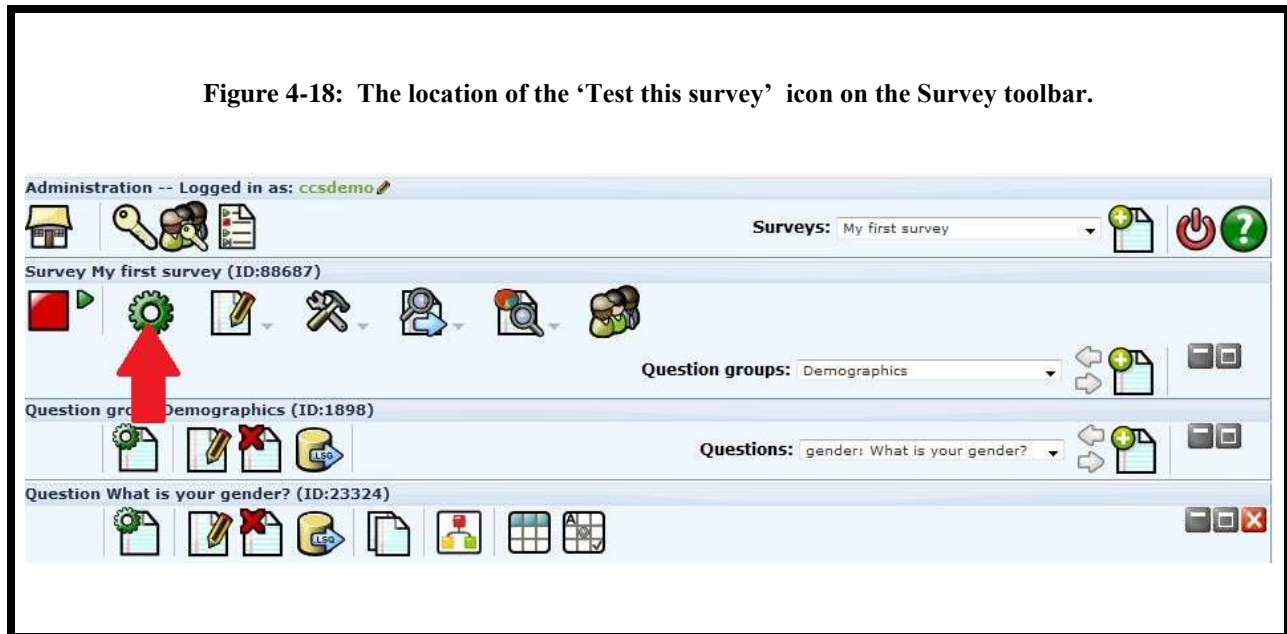 Figure 4-18: The location of the ‘Test this survey’ icon on the Survey toolbar.
Administration -- Logged in as: ccsdemo
Surveys: My first survey
?
Survey My first survey (ID:88687)
Question groups: Demographics
Question gro Demographics (ID:1898)
.LSG
Questions: gender: What is your gender?
Question What is your gender? (ID:23324)
.LSQ
A